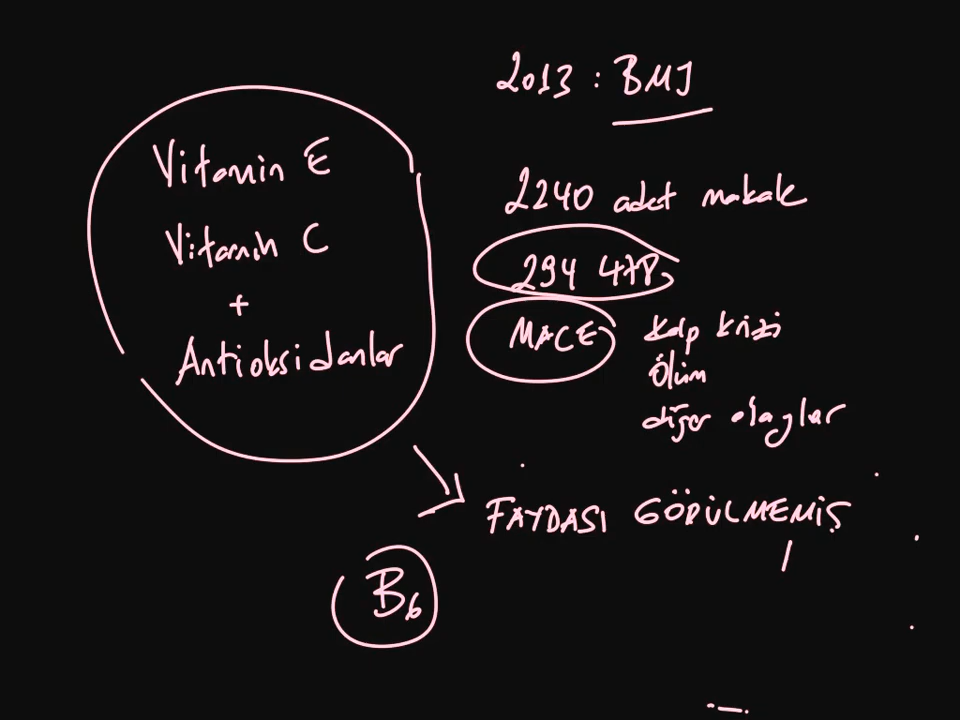 2013 : BMJ
Vitamin E
Vitamin C
+
Antioksidanlar
2240 adet makale
294 478
MACE
kalp krizi
ölüm
diğer olaylar
FAYDASI GÖRÜLMEMİŞ
B6